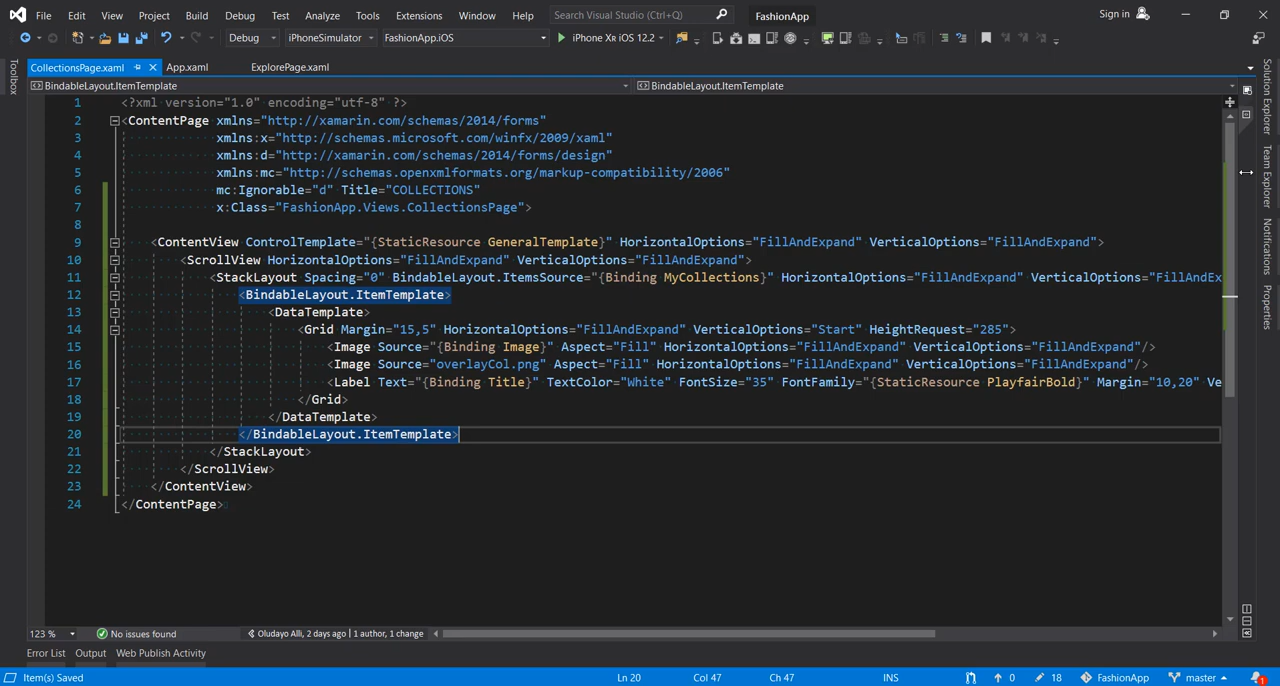 File Edit View Project Build Debug Test Analyze Tools Extensions Window Help Search Visual Studio (Ctrl+Q) FashionApp Sign in
Debug iPhoneSimulator FashionApp.iOS iPhone XR iOS 12.2
CollectionsPage.xaml App.xaml ExplorePage.xaml
BindableLayout.ItemTemplate BindableLayout.ItemTemplate
Toolbox
Solution Explorer
Team Explorer
Notifications
Properties
1 <?xml version="1.0" encoding="utf-8" ?>
2 <ContentPage xmlns="http://xamarin.com/schemas/2014/forms"
3 xmlns:x="http://schemas.microsoft.com/winfx/2009/xaml"
4 xmlns:d="http://xamarin.com/schemas/2014/forms/design"
5 xmlns:mc="http://schemas.openxmlformats.org/markup-compatibility/2006"
6 mc:Ignorable="d" Title="COLLECTIONS"
7 x:Class="FashionApp.Views.CollectionsPage">
8
9 <ContentView ControlTemplate="{StaticResource GeneralTemplate}" HorizontalOptions="FillAndExpand" VerticalOptions="FillAndExpand">
10 <ScrollView HorizontalOptions="FillAndExpand" VerticalOptions="FillAndExpand">
11 <StackLayout Spacing="0" BindableLayout.ItemsSource="{Binding MyCollections}" HorizontalOptions="FillAndExpand" VerticalOptions="FillAndEx
12 <BindableLayout.ItemTemplate>
13 <DataTemplate>
14 <Grid Margin="15,5" HorizontalOptions="FillAndExpand" VerticalOptions="Start" HeightRequest="285">
15 <Image Source="{Binding Image}" Aspect="Fill" HorizontalOptions="FillAndExpand" VerticalOptions="FillAndExpand"/>
16 <Image Source="overlayCol.png" Aspect="Fill" HorizontalOptions="FillAndExpand" VerticalOptions="FillAndExpand"/>
17 <Label Text="{Binding Title}" TextColor="White" FontSize="35" FontFamily="{StaticResource PlayfairBold}" Margin="10,20" Ve
18 </Grid>
19 </DataTemplate>
20 </BindableLayout.ItemTemplate>
21 </StackLayout>
22 </ScrollView>
23 </ContentView>
24 </ContentPage>
123 % No issues found Oludayo Alli, 2 days ago | 1 author, 1 change
Error List Output Web Publish Activity
Item(s) Saved Ln 20 Col 47 Ch 47 INS 0 18 FashionApp master 1